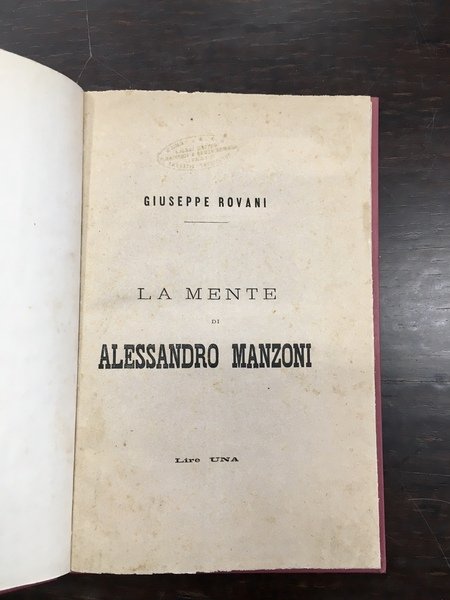 GIUSEPPE ROVANI
LA MENTE
DI
ALESSANDRO MANZONI
Lire UNA